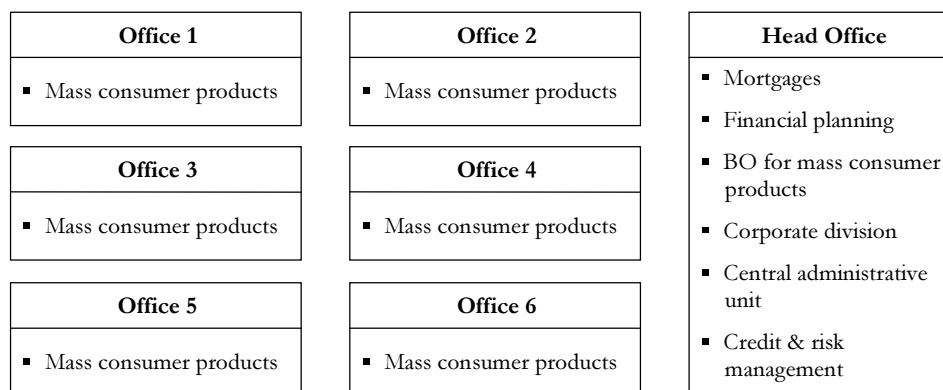 Office 1
▪ Mass consumer products
Office 2
▪ Mass consumer products
Office 3
▪ Mass consumer products
Office 4
▪ Mass consumer products
Office 5
▪ Mass consumer products
Office 6
▪ Mass consumer products
Head Office
▪ Mortgages
▪ Financial planning
▪ BO for mass consumer
products
▪ Corporate division
▪ Central administrative
unit
▪ Credit & risk
management